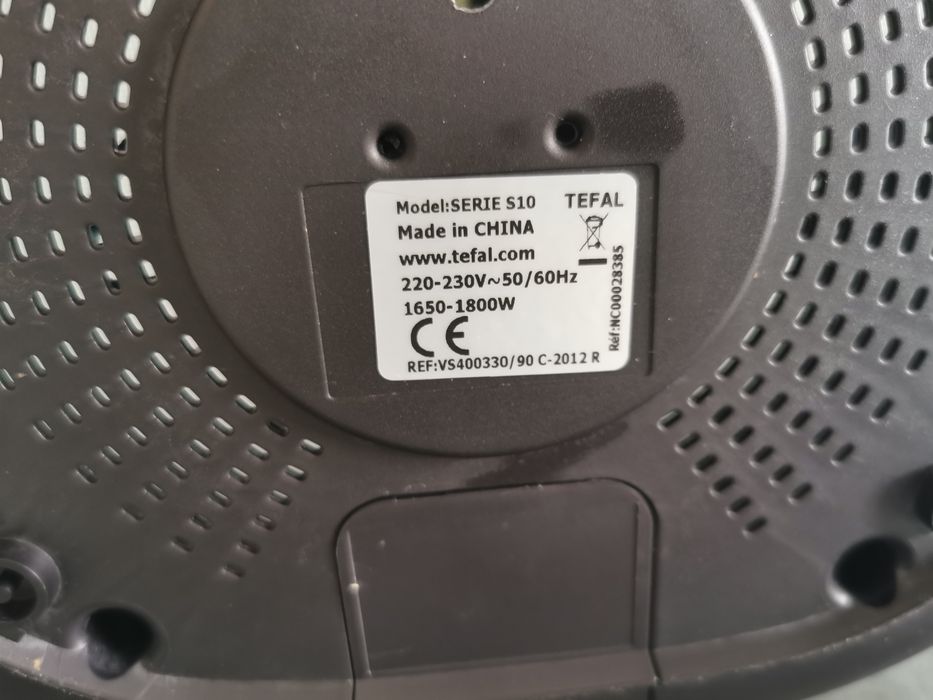 Model:SERIE S10
TEFAL
Made in CHINA
www.tefal.com
220-230V~50/60Hz
1650-1800W
CE
REF:VS400330/90 C-2012 R
Réf:NC00028385